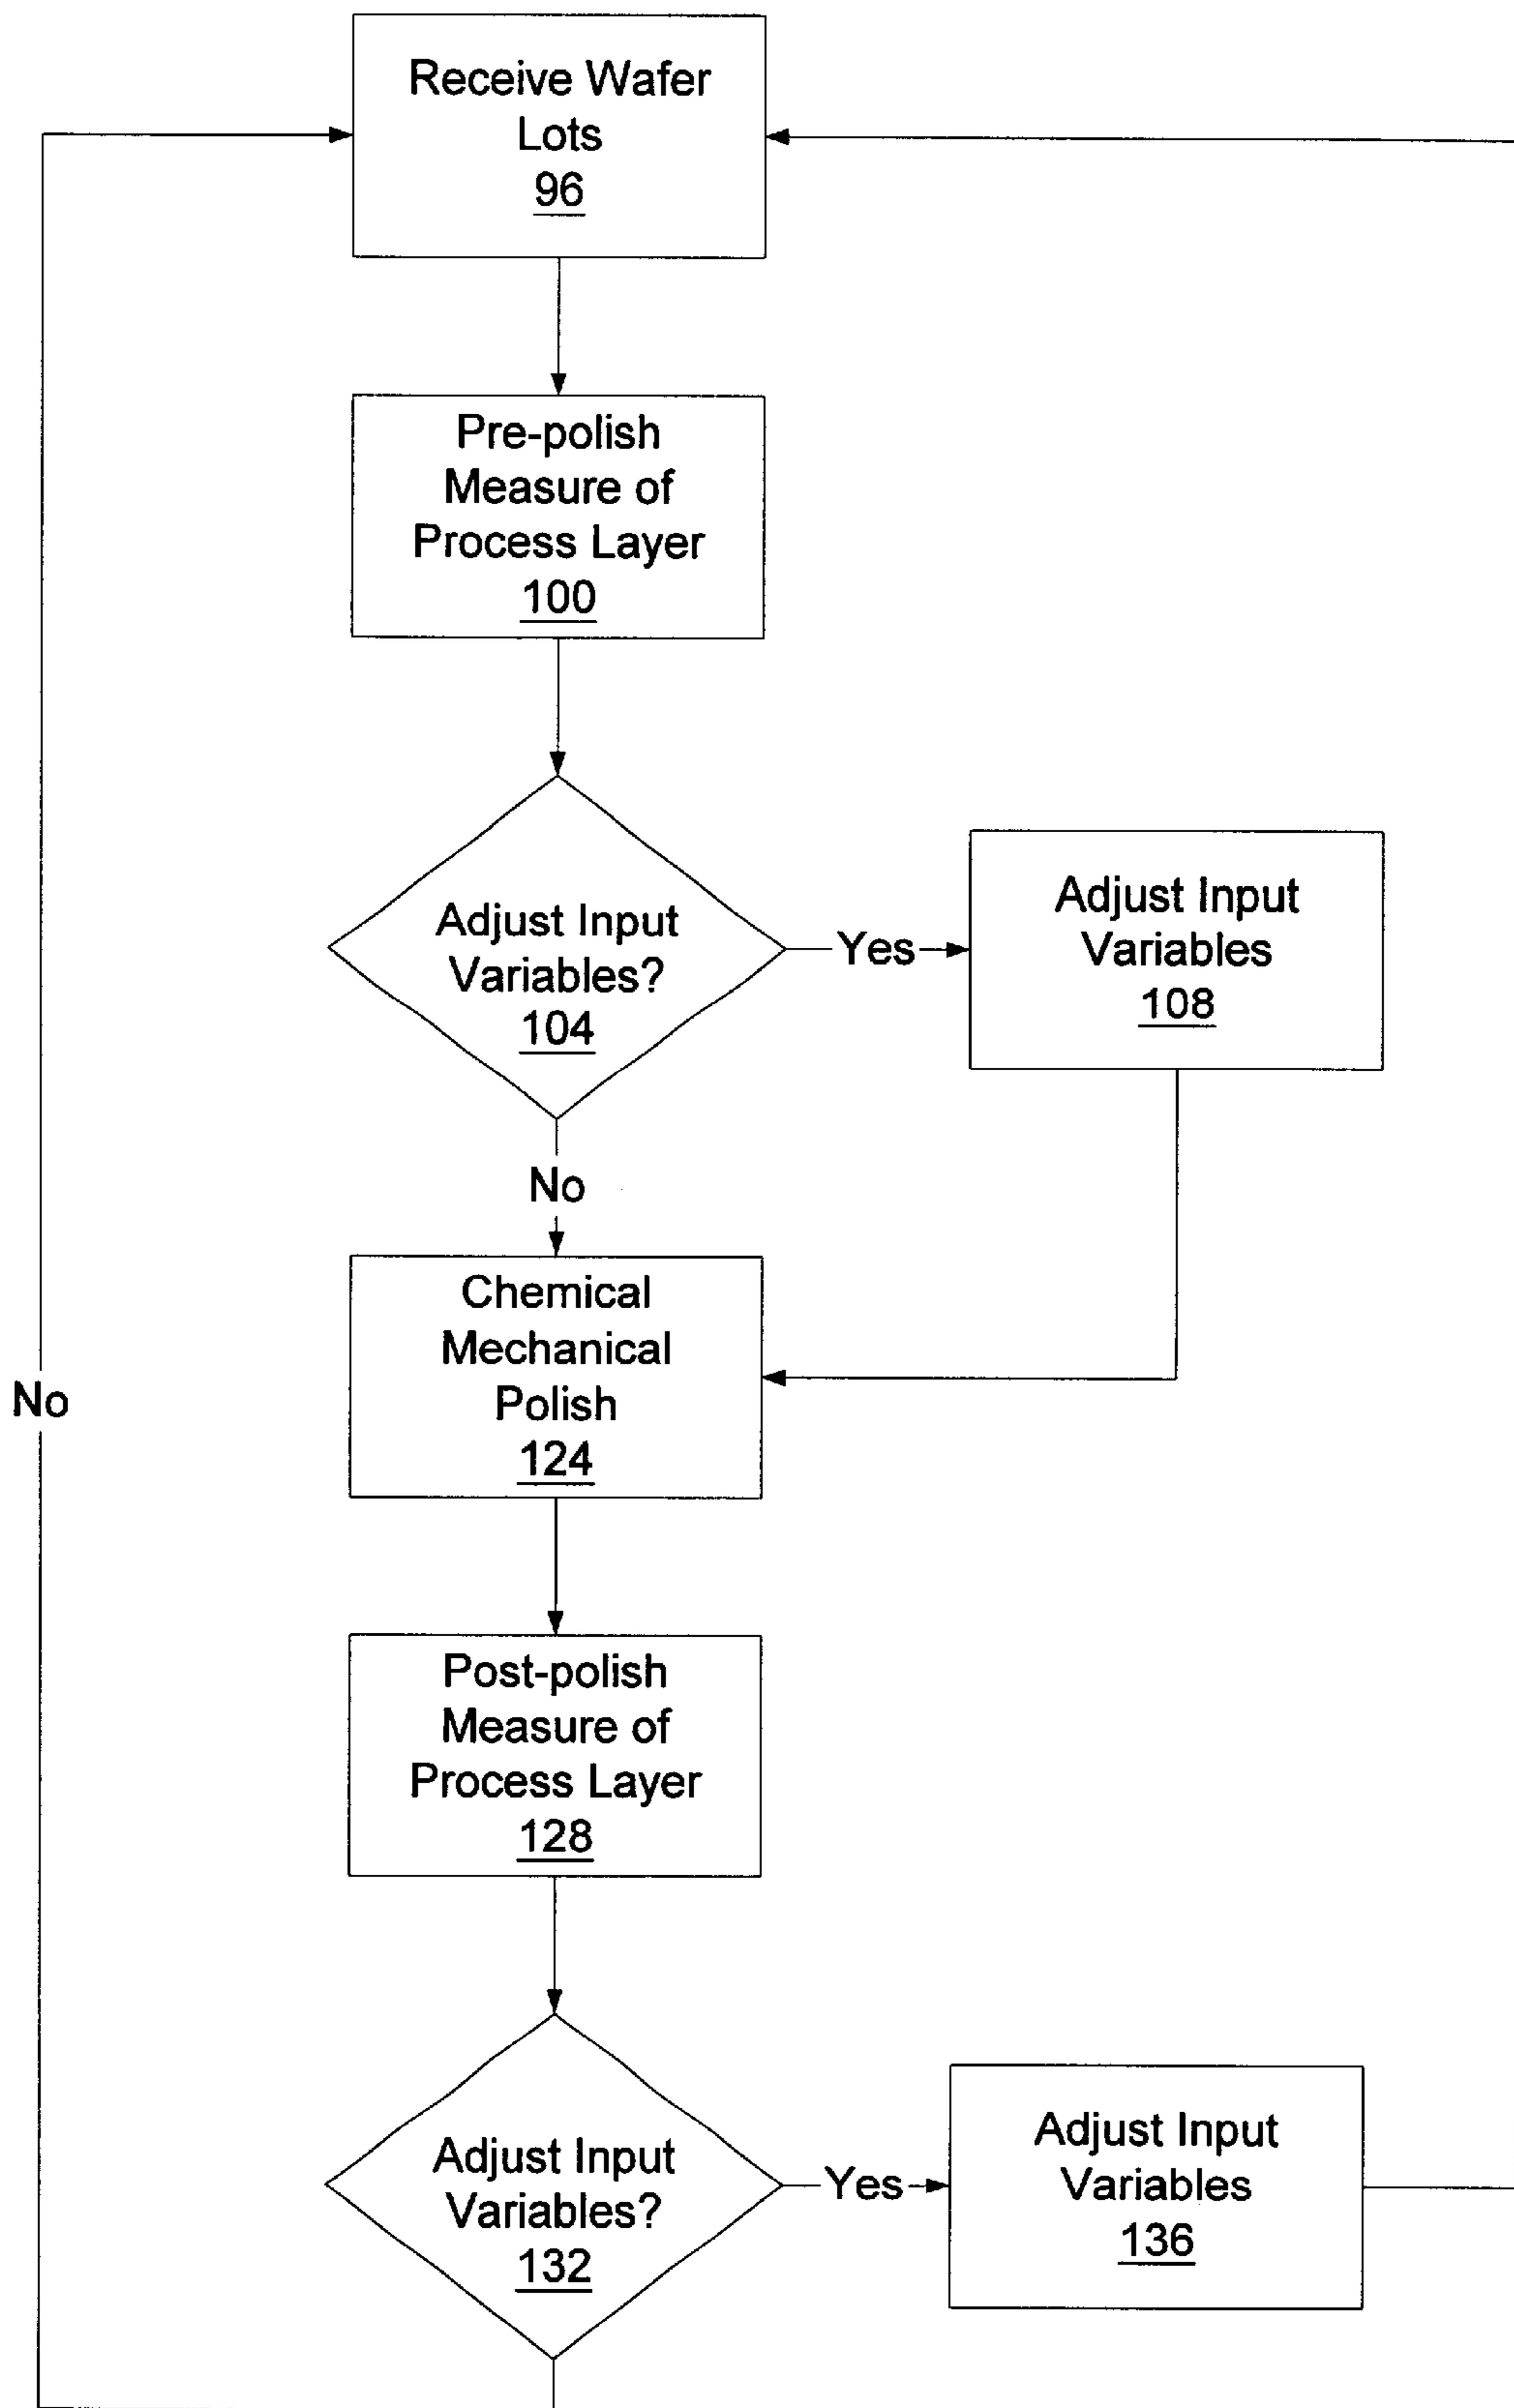 Receive Wafer
Lots
96
Pre-polish
Measure of
Process Layer
100
Adjust Input
Variables?
104
Yes
Adjust Input
Variables
108
No
Chemical
Mechanical
Polish
124
No
Post-polish
Measure of
Process Layer
128
Adjust Input
Variables?
132
Yes
Adjust Input
Variables
136